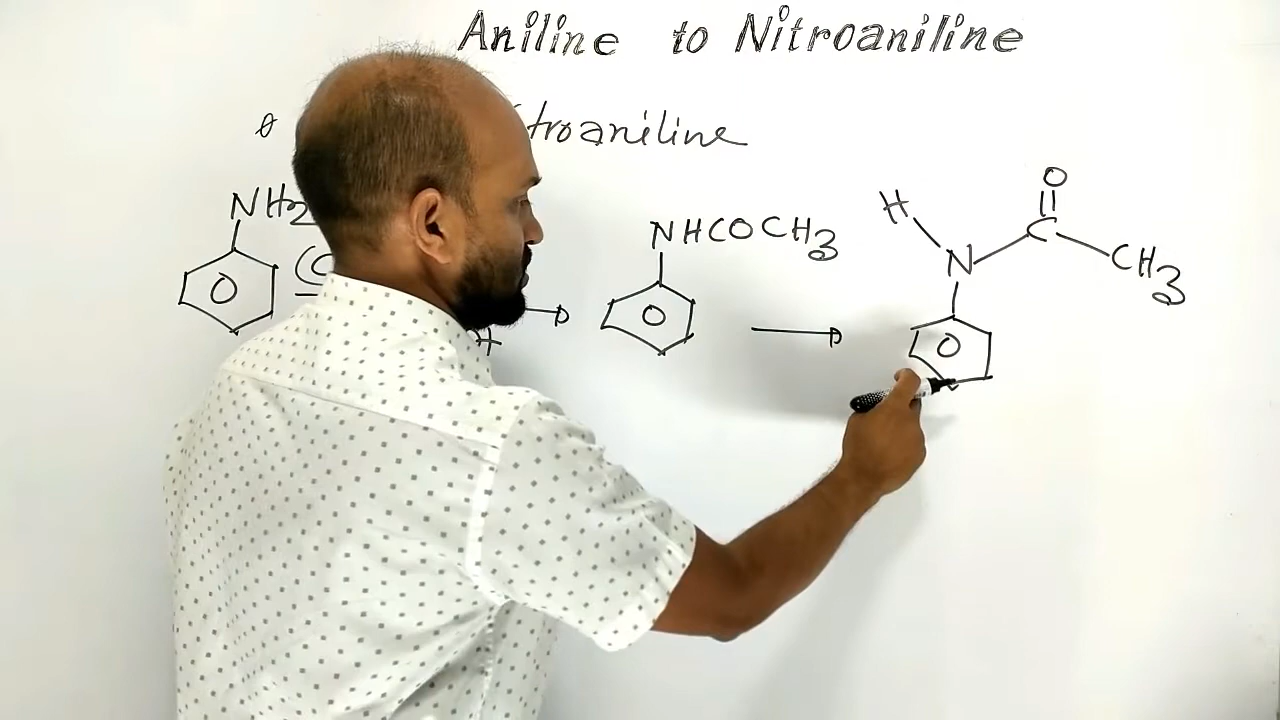 Aniline to Nitroaniline
o troaniline
NH2 NHCOCH3 H N C O CH3
(C H